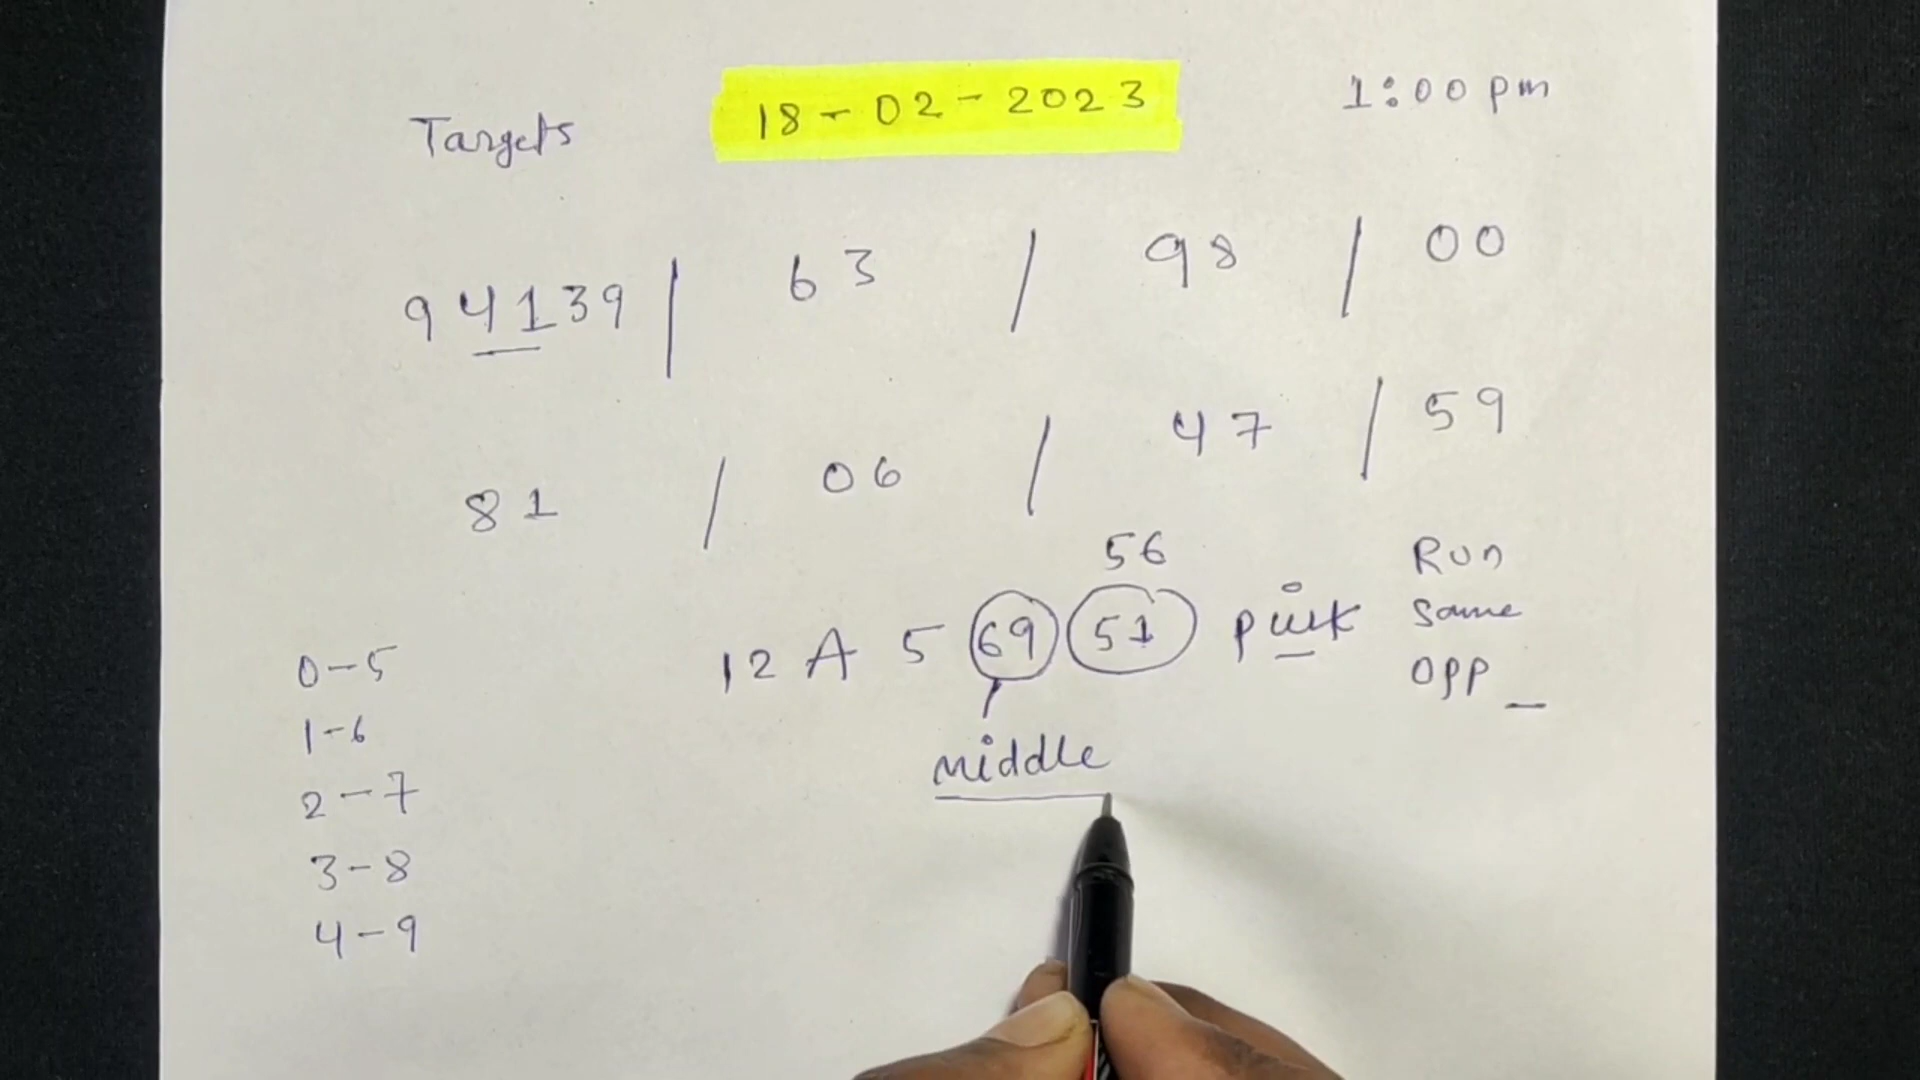 Targets 18-02-2023 1:00 pm
94139 / 63 / 98 / 00
81 / 06 / 47 / 59
56
12 A 5 69 51
Run
Same
Opp _
middle
0-5
1-6
2-7
3-8
4-9